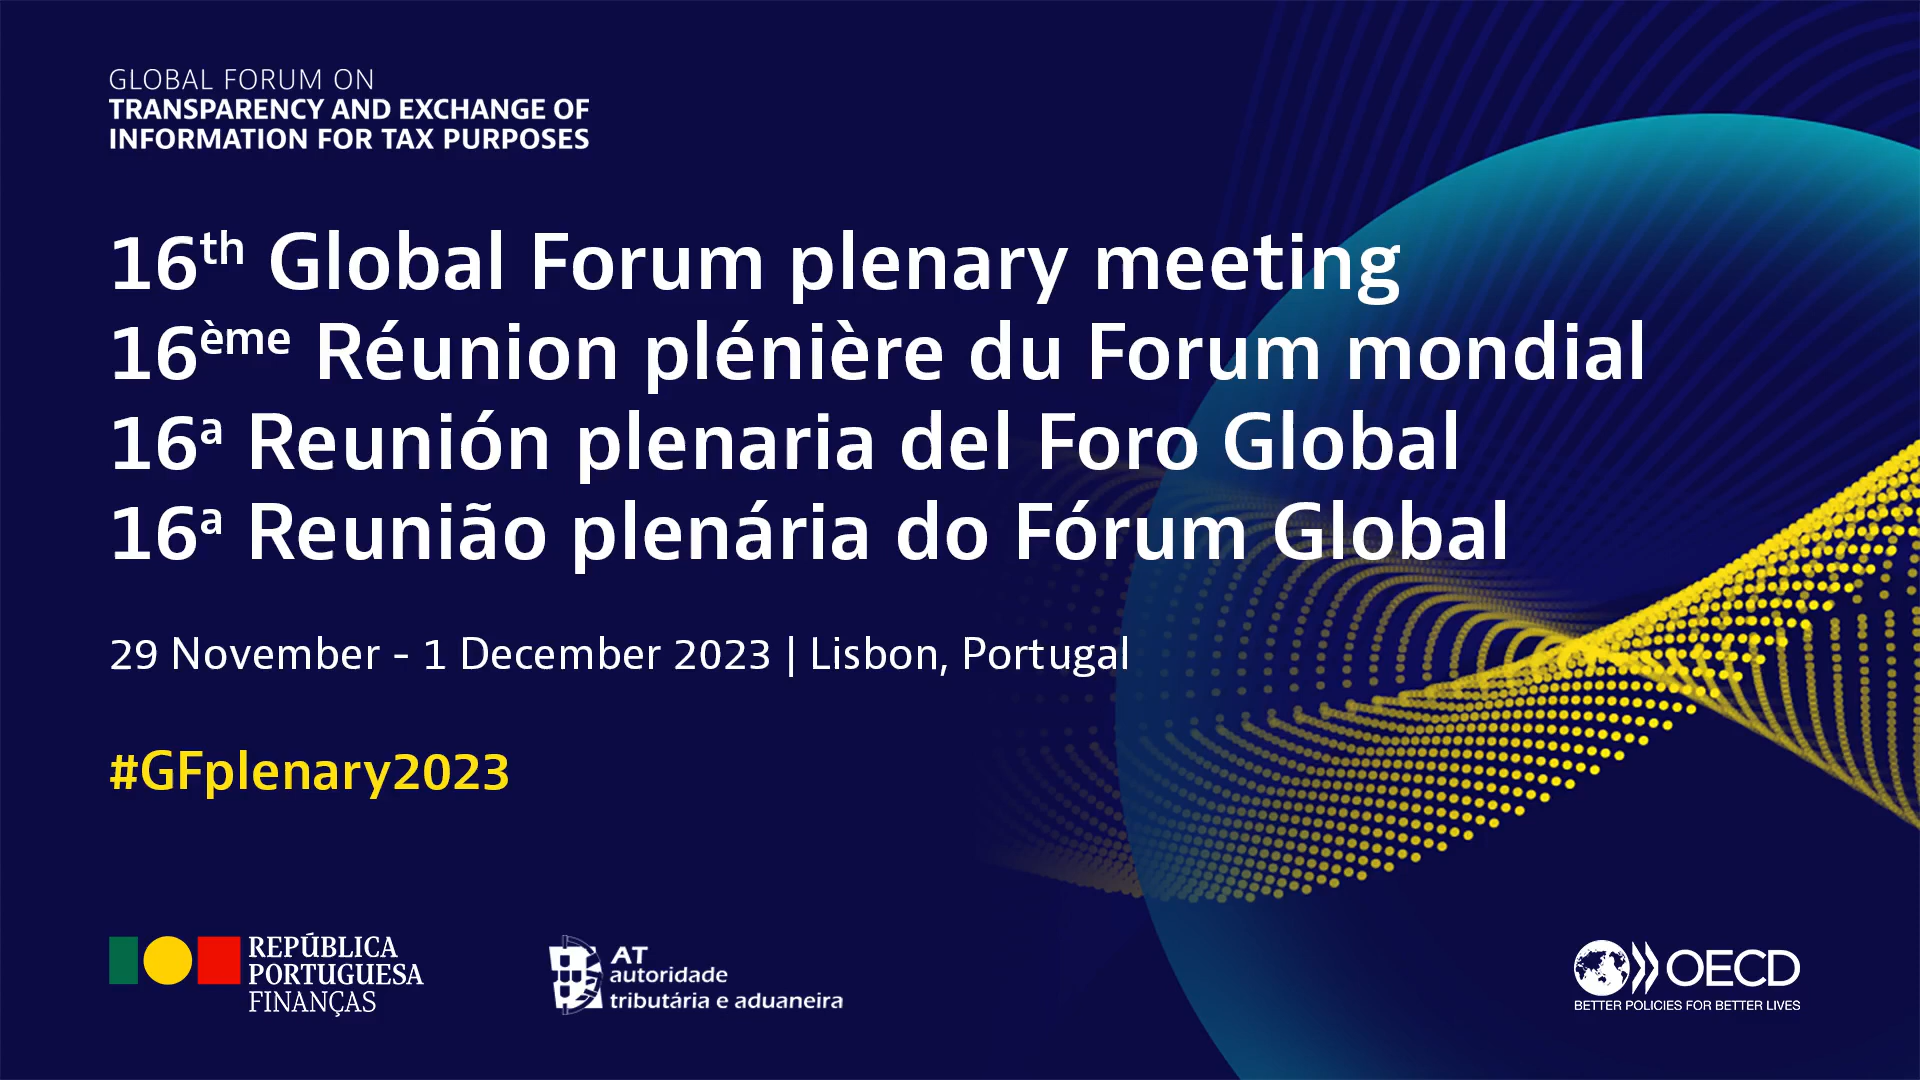 GLOBAL FORUM ON
TRANSPARENCY AND EXCHANGE OF
INFORMATION FOR TAX PURPOSES
16th Global Forum plenary meeting
16ème Réunion plénière du Forum mondial
16ª Reunión plenaria del Foro Global
16ª Reunião plenária do Fórum Global
29 November - 1 December 2023 | Lisbon, Portugal
#GFplenary2023
REPÚBLICA
PORTUGUESA
FINANÇAS
AT
autoridade
tributária e aduaneira
OECD
BETTER POLICIES FOR BETTER LIVES